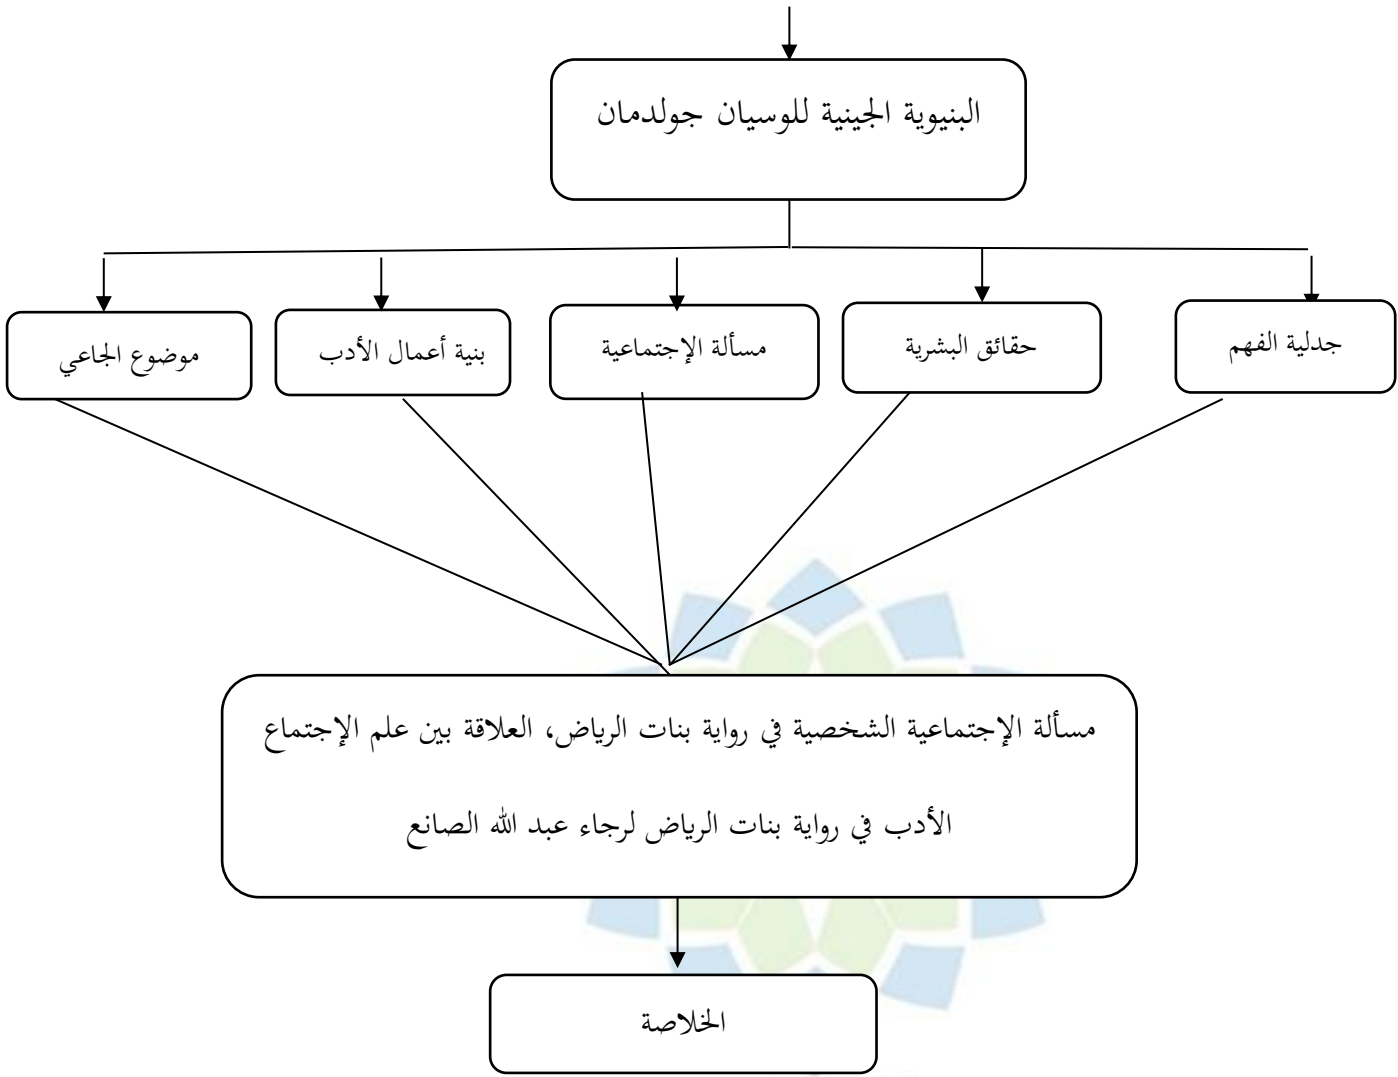 البنيوية الجينية للوسيان جولدمان
جدلية الفهم
حقائق البشرية
مسألة الإجتماعية
بنية أعمال الأدب
موضوع الجاعي
مسألة الإجتماعية الشخصية في رواية بنات الرياض، العلاقة بين علم الإجتماع
الأدب في رواية بنات الرياض لرجاء عبد الله الصانع
الخلاصة